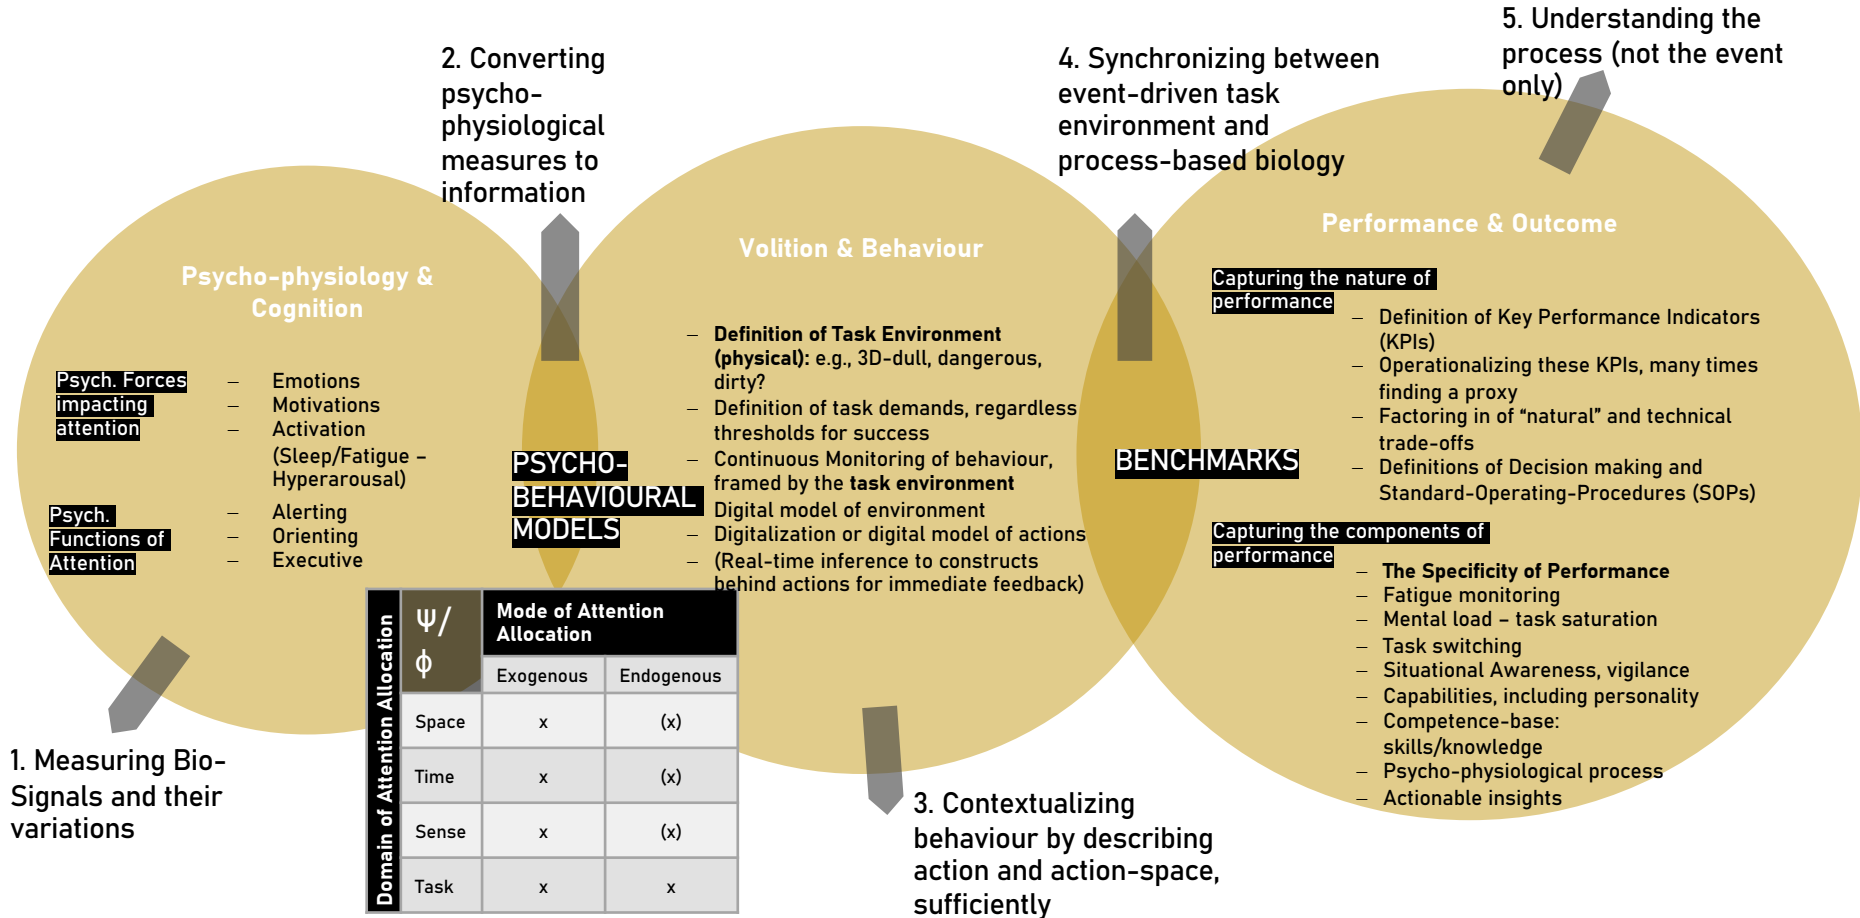 5. Understanding the
process (not the event
only)
2. Converting
psycho-
physiological
measures to
information
4. Synchronizing between
event-driven task
environment and
process-based biology
Psycho-physiology &
Cognition
Psych. Forces
impacting
attention
– Emotions
– Motivations
– Activation
(Sleep/Fatigue –
Hyperarousal)
Psych.
Functions of
Attention
– Alerting
– Orienting
– Executive
1. Measuring Bio-
Signals and their
variations
PSYCHO-
BEHAVIOURAL
MODELS
Volition & Behaviour
– Definition of Task Environment
(physical): e.g., 3D-dull, dangerous,
dirty?
– Definition of task demands, regardless
thresholds for success
– Continuous Monitoring of behaviour,
framed by the task environment
Digital model of environment
– Digitalization or digital model of actions
– (Real-time inference to constructs
behind actions for immediate feedback)
Domain of Attention Allocation
Ψ/
ϕ
Mode of Attention
Allocation
Exogenous Endogenous
Space x (x)
Time x (x)
Sense x (x)
Task x x
3. Contextualizing
behaviour by describing
action and action-space,
sufficiently
BENCHMARKS
Performance & Outcome
Capturing the nature of
performance
– Definition of Key Performance Indicators
(KPIs)
– Operationalizing these KPIs, many times
finding a proxy
– Factoring in of “natural” and technical
trade-offs
– Definitions of Decision making and
Standard-Operating-Procedures (SOPs)
Capturing the components of
performance
– The Specificity of Performance
– Fatigue monitoring
– Mental load – task saturation
– Task switching
– Situational Awareness, vigilance
– Capabilities, including personality
– Competence-base:
skills/knowledge
– Psycho-physiological process
– Actionable insights